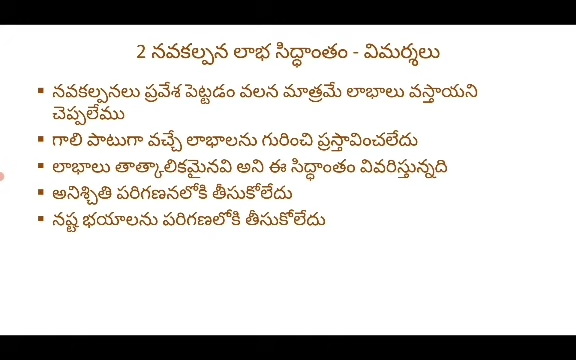 2 నవకల్పన లాభ సిద్ధాంతం - విమర్శలు
▪ నవకల్పనలు ప్రవేశ పెట్టడం వలన మాత్రమే లాభాలు వస్తాయని
చెప్పలేము
▪ గాలి పాటుగా వచ్చే లాభాలను గురించి ప్రస్తావించలేదు
▪ లాభాలు తాత్కాలికమైనవి అని ఈ సిద్ధాంతం వివరిస్తున్నది
▪ అనిశ్చితి పరిగణనలోకి తీసుకోలేదు
▪ నష్ట భయాలను పరిగణలోకి తీసుకోలేదు